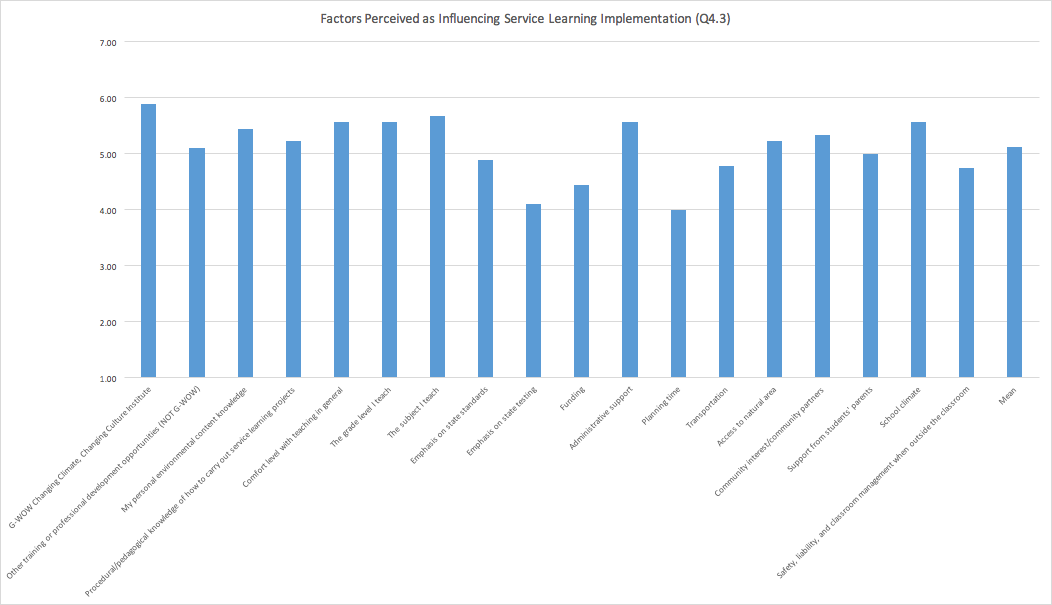 Factors Perceived as Influencing Service Learning Implementation (Q4.3)
7.00
6.00
5.00
4.00
3.00
2.00
1.00
G-WOW Changing Climate, Changing Culture Institute
Other training or professional development opportunities (NOT G-WOW)
My personal environmental content knowledge
Procedural/pedagogical knowledge of how to carry out service learning projects
Comfort level with teaching in general
The grade level I teach
The subject I teach
Emphasis on state standards
Emphasis on state testing
Funding
Administrative support
Planning time
Transportation
Access to natural area
Community interest/community partners
Support from students' parents
School climate
Safety, liability, and classroom management when outside the classroom
Mean